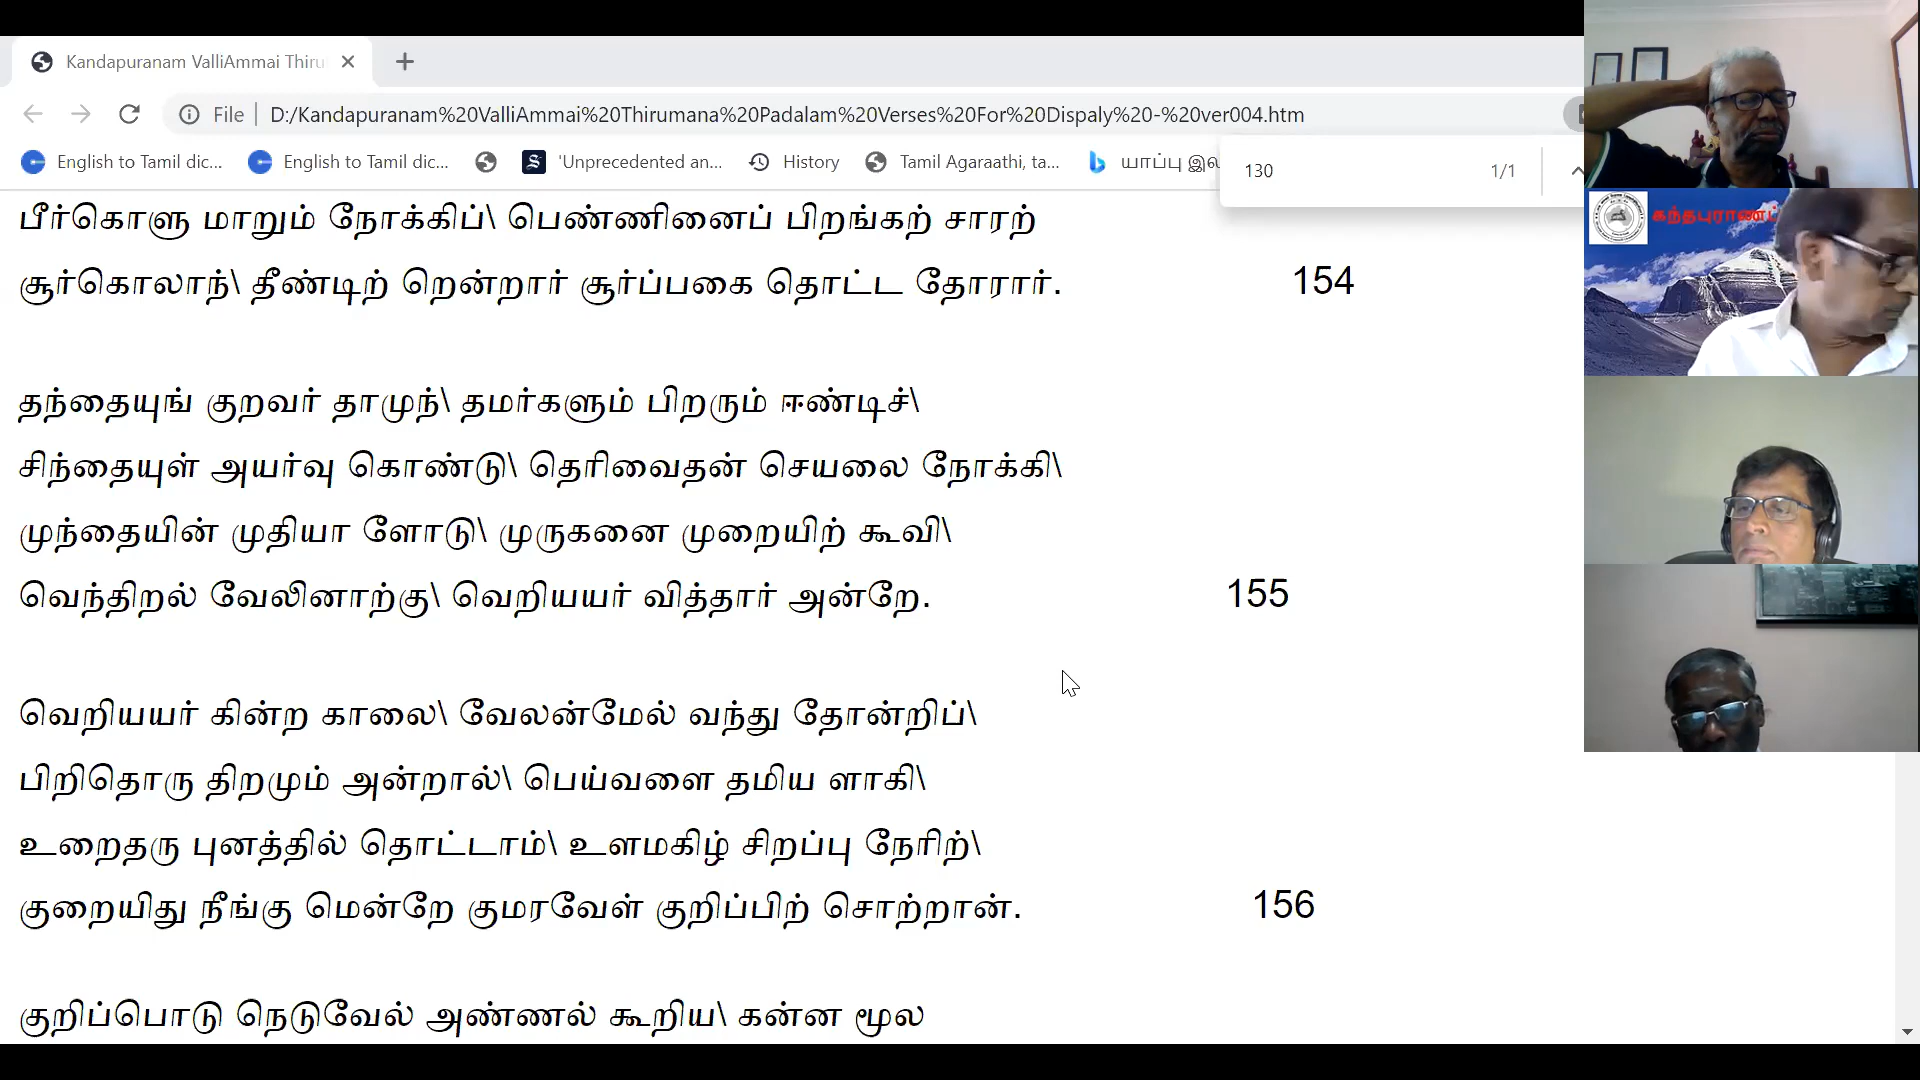 Kandapuranam ValliAmmai Thiru
File D:/Kandapuranam%20ValliAmmai%20Thirumana%20Padalam%20Verses%20For%20Dispaly%20-%20ver004.htm
English to Tamil dic... English to Tamil dic... 'Unprecedented an... History Tamil Agaraathi, ta... யாப்பு
130 1/1
பீர்கொளு மாறும் நோக்கிப்\ பெண்ணினைப் பிறங்கற் சாரற்
சூர்கொலாந்\ தீண்டிற் றென்றார் சூர்ப்பகை தொட்ட தோரார். 154
தந்தையுங் குறவர் தாமுந்\ தமர்களும் பிறரும் ஈண்டிச்\
சிந்தையுள் அயர்வு கொண்டு\ தெரிவைதன் செயலை நோக்கி\
முந்தையின் முதியா ளோடு\ முருகனை முறையிற் கூவி\
வெந்திறல் வேலினாற்கு\ வெறியயர் வித்தார் அன்றே. 155
வெறியயர் கின்ற காலை\ வேலன்மேல் வந்து தோன்றிப்\
பிறிதொரு திறமும் அன்றால்\ பெய்வளை தமிய ளாகி\
உறைதரு புனத்தில் தொட்டாம்\ உளமகிழ் சிறப்பு நேரிற்\
குறையிது நீங்கு மென்றே குமரவேள் குறிப்பிற் சொற்றான். 156
குறிப்பொடு நெடுவேல் அண்ணல் கூறிய\ கன்ன மூல
கந்தபுராணப்